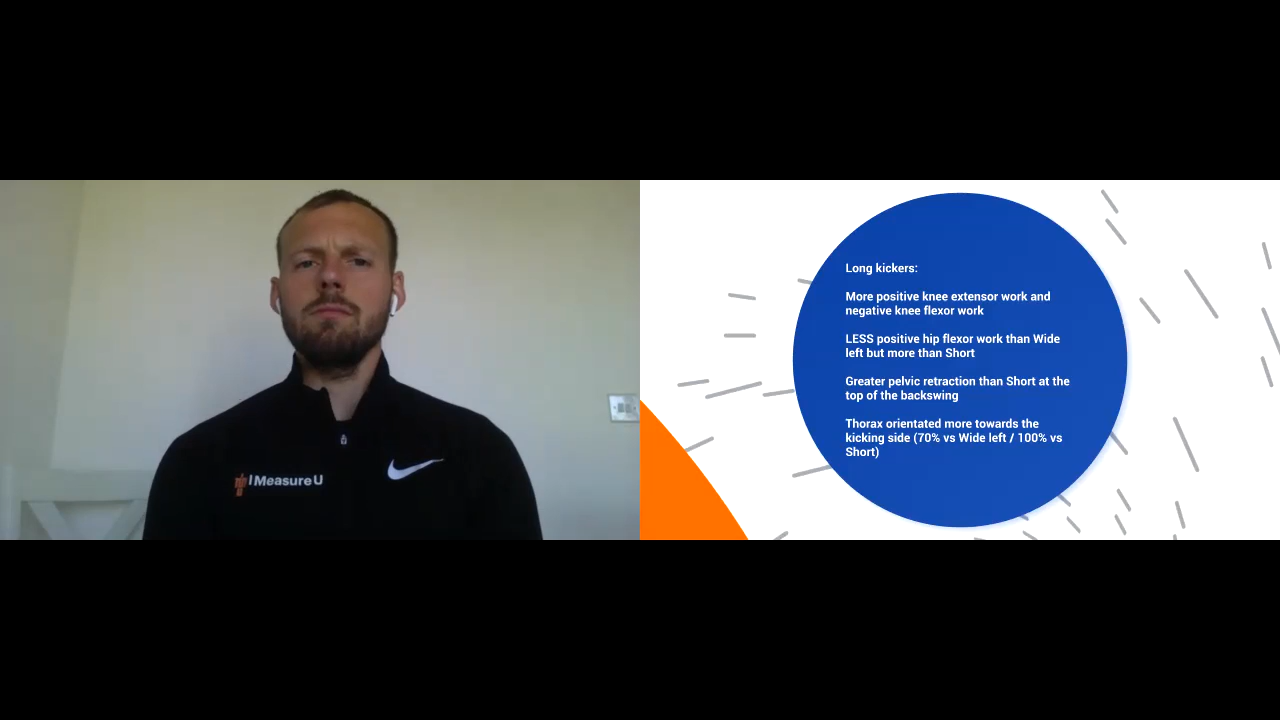 I Measure U
Long kickers:
More positive knee extensor work and
negative knee flexor work
LESS positive hip flexor work than Wide
left but more than Short
Greater pelvic retraction than Short at the
top of the backswing
Thorax orientated more towards the
kicking side (70% vs Wide left / 100% vs
Short)